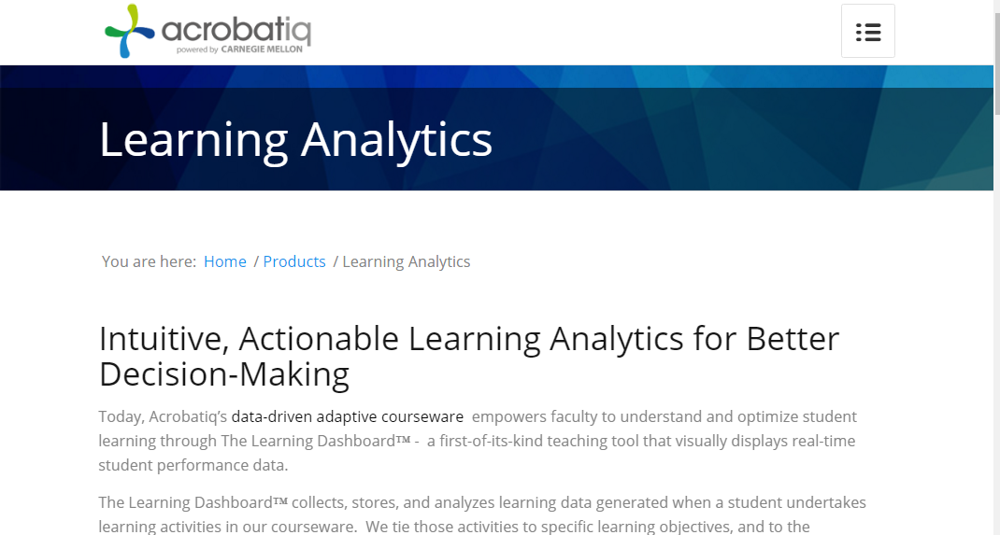 acrobatiq
powered by CARNEGIE MELLON
Learning Analytics
You are here: Home / Products / Learning Analytics
Intuitive, Actionable Learning Analytics for Better
Decision-Making
Today, Acrobatiq’s data-driven adaptive courseware empowers faculty to understand and optimize student
learning through The Learning Dashboard™ - a first-of-its-kind teaching tool that visually displays real-time
student performance data.
The Learning Dashboard™ collects, stores, and analyzes learning data generated when a student undertakes
learning activities in our courseware. We tie those activities to specific learning objectives, and to the